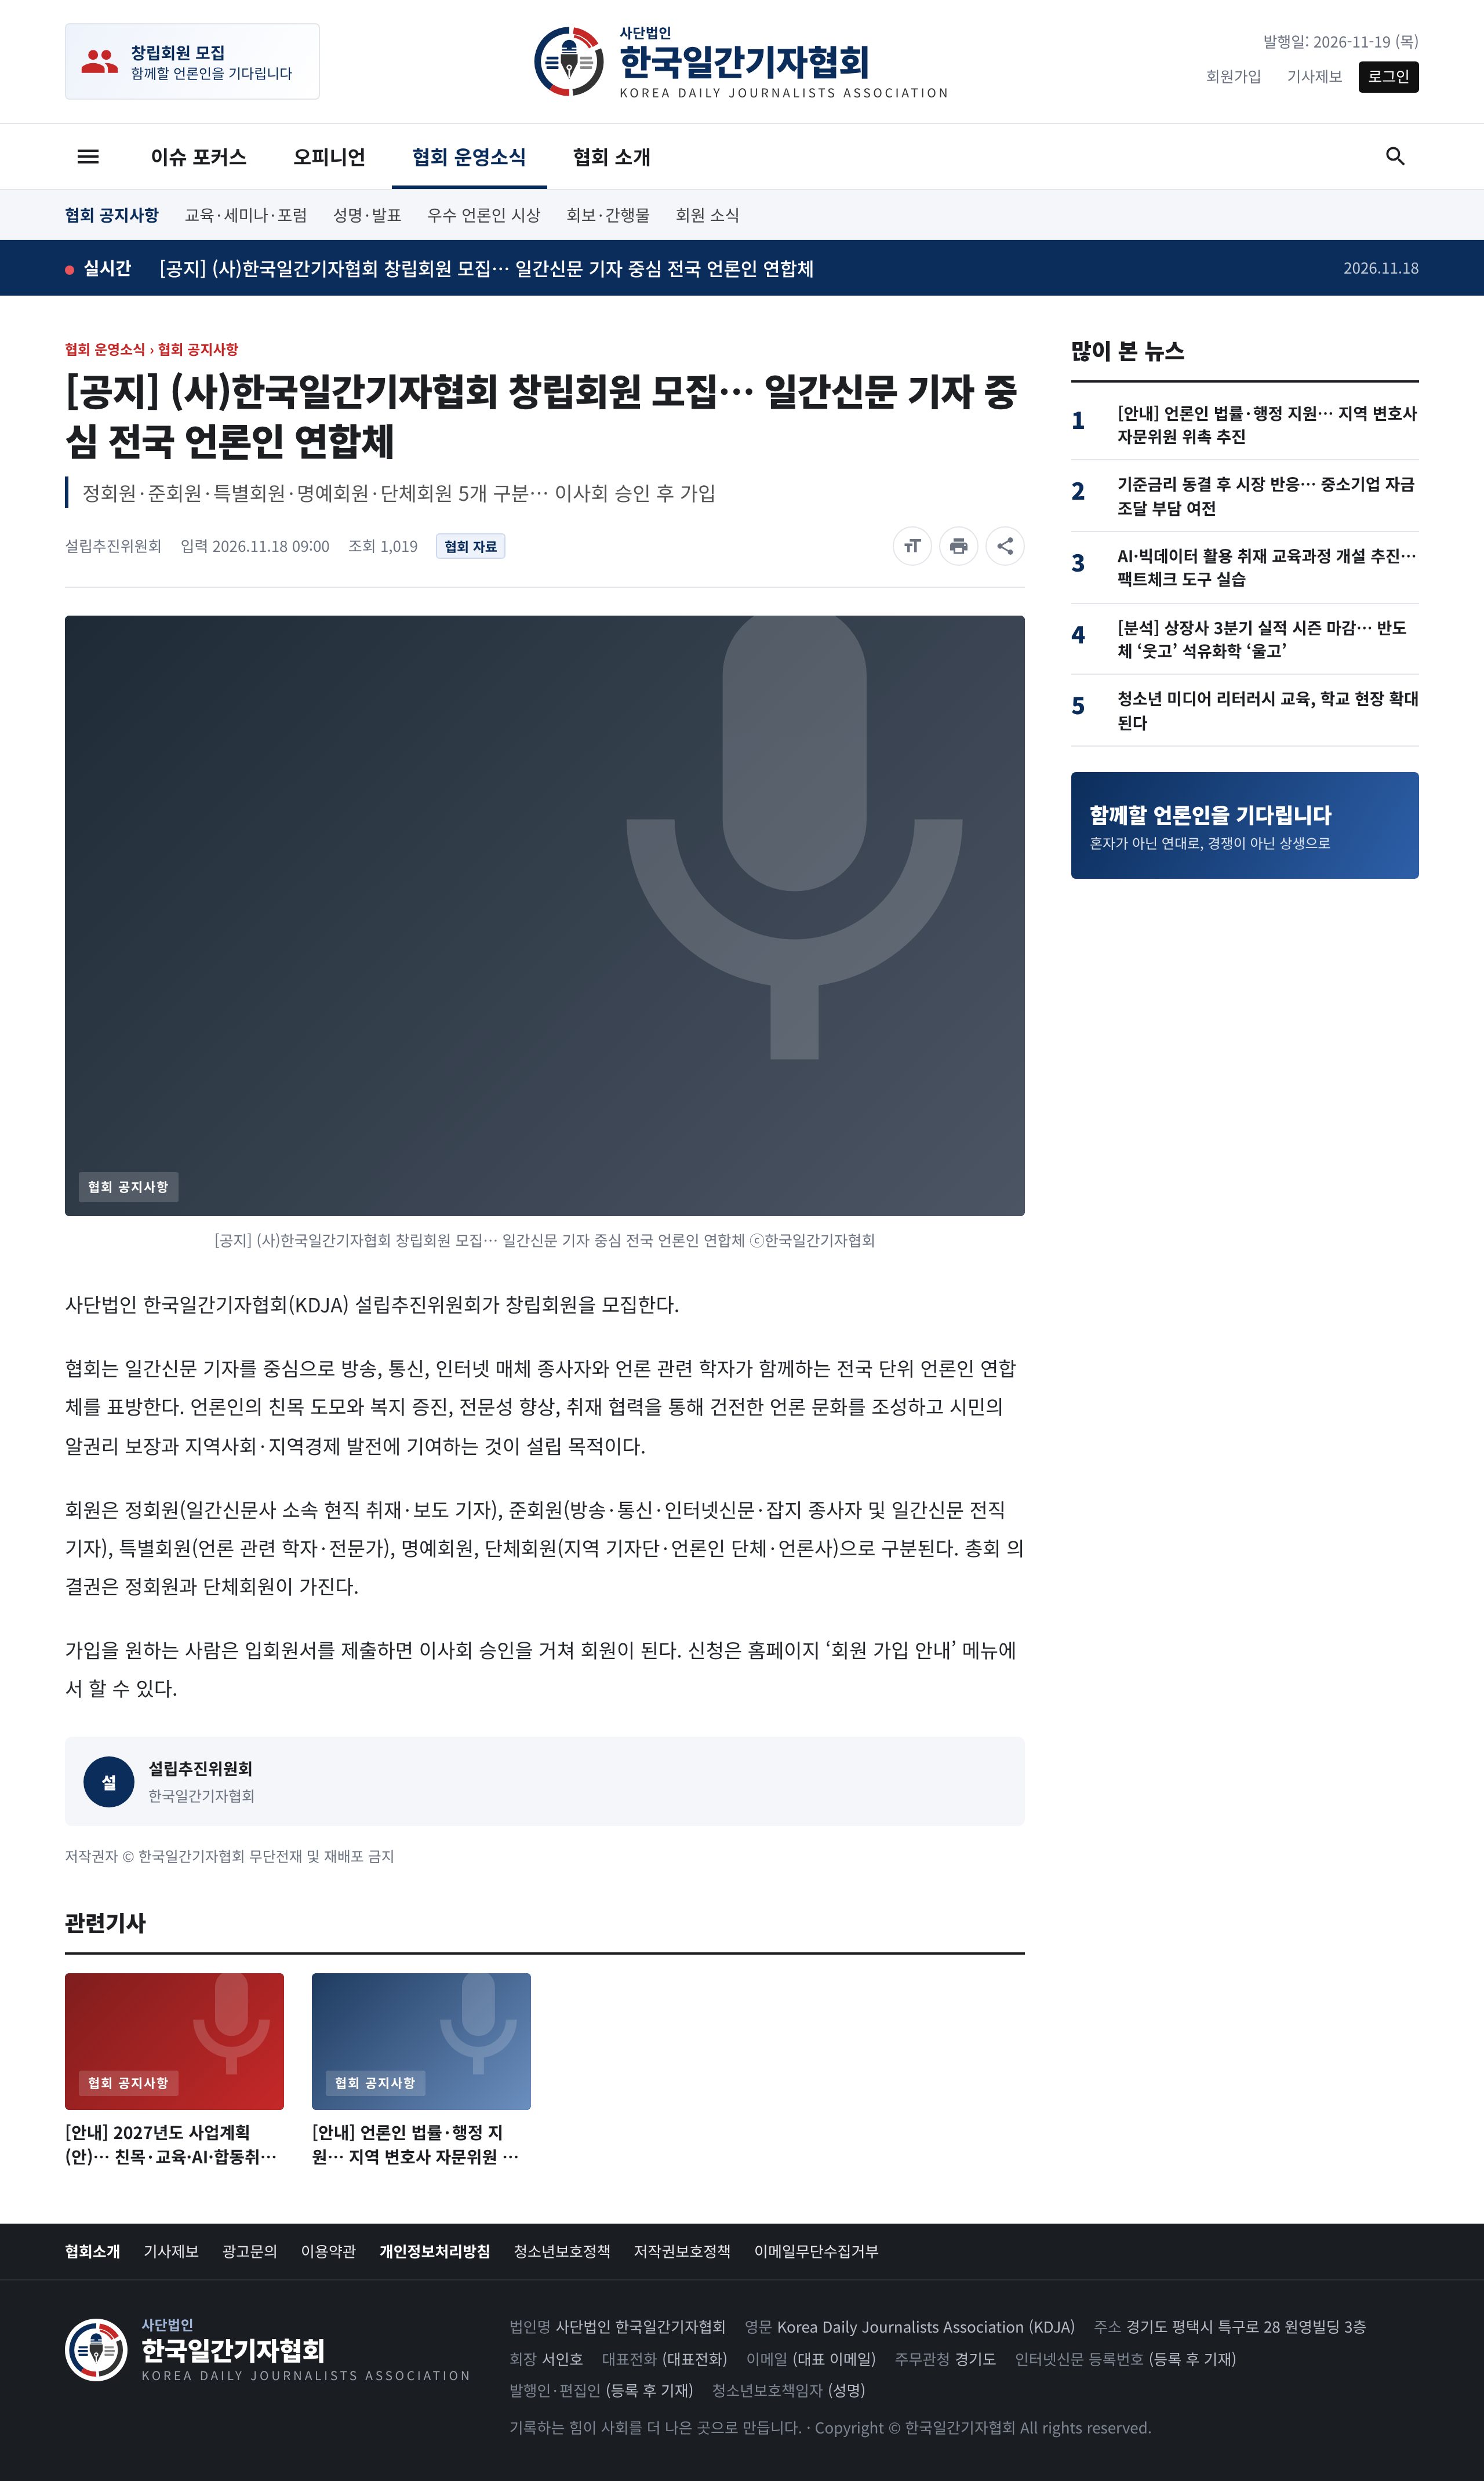 창립회원 모집
함께할 언론인을 기다립니다
사단법인
한국일간기자협회
KOREA DAILY JOURNALISTS ASSOCIATION
발행일: 2026-11-19 (목)
회원가입 기사제보 로그인
이슈 포커스 오피니언 협회 운영소식 협회 소개
협회 공지사항 교육·세미나·포럼 성명·발표 우수 언론인 시상 회보·간행물 회원 소식
실시간 [공지] (사)한국일간기자협회 창립회원 모집… 일간신문 기자 중심 전국 언론인 연합체 2026.11.18
협회 운영소식 › 협회 공지사항
[공지] (사)한국일간기자협회 창립회원 모집… 일간신문 기자 중
심 전국 언론인 연합체
정회원·준회원·특별회원·명예회원·단체회원 5개 구분… 이사회 승인 후 가입
설립추진위원회 입력 2026.11.18 09:00 조회 1,019 협회 자료
협회 공지사항
[공지] (사)한국일간기자협회 창립회원 모집… 일간신문 기자 중심 전국 언론인 연합체 ⓒ한국일간기자협회
사단법인 한국일간기자협회(KDJA) 설립추진위원회가 창립회원을 모집한다.
협회는 일간신문 기자를 중심으로 방송, 통신, 인터넷 매체 종사자와 언론 관련 학자가 함께하는 전국 단위 언론인 연합
체를 표방한다. 언론인의 친목 도모와 복지 증진, 전문성 향상, 취재 협력을 통해 건전한 언론 문화를 조성하고 시민의
알권리 보장과 지역사회·지역경제 발전에 기여하는 것이 설립 목적이다.
회원은 정회원(일간신문사 소속 현직 취재·보도 기자), 준회원(방송·통신·인터넷신문·잡지 종사자 및 일간신문 전직
기자), 특별회원(언론 관련 학자·전문가), 명예회원, 단체회원(지역 기자단·언론인 단체·언론사)으로 구분된다. 총회 의
결권은 정회원과 단체회원이 가진다.
가입을 원하는 사람은 입회원서를 제출하면 이사회 승인을 거쳐 회원이 된다. 신청은 홈페이지 ‘회원 가입 안내’ 메뉴에
서 할 수 있다.
설
설립추진위원회
한국일간기자협회
저작권자 © 한국일간기자협회 무단전재 및 재배포 금지
관련기사
협회 공지사항
[안내] 2027년도 사업계획
(안)… 친목·교육·AI·합동취…
협회 공지사항
[안내] 언론인 법률·행정 지
원… 지역 변호사 자문위원 …
많이 본 뉴스
1 [안내] 언론인 법률·행정 지원… 지역 변호사
자문위원 위촉 추진
2 기준금리 동결 후 시장 반응… 중소기업 자금
조달 부담 여전
3 AI·빅데이터 활용 취재 교육과정 개설 추진…
팩트체크 도구 실습
4 [분석] 상장사 3분기 실적 시즌 마감… 반도
체 ‘웃고’ 석유화학 ‘울고’
5 청소년 미디어 리터러시 교육, 학교 현장 확대
된다
함께할 언론인을 기다립니다
혼자가 아닌 연대로, 경쟁이 아닌 상생으로
협회소개 기사제보 광고문의 이용약관 개인정보처리방침 청소년보호정책 저작권보호정책 이메일무단수집거부
사단법인
한국일간기자협회
KOREA DAILY JOURNALISTS ASSOCIATION
법인명 사단법인 한국일간기자협회 영문 Korea Daily Journalists Association (KDJA) 주소 경기도 평택시 특구로 28 원영빌딩 3층
회장 서인호 대표전화 (대표전화) 이메일 (대표 이메일) 주무관청 경기도 인터넷신문 등록번호 (등록 후 기재)
발행인·편집인 (등록 후 기재) 청소년보호책임자 (성명)
기록하는 힘이 사회를 더 나은 곳으로 만듭니다. · Copyright © 한국일간기자협회 All rights reserved.